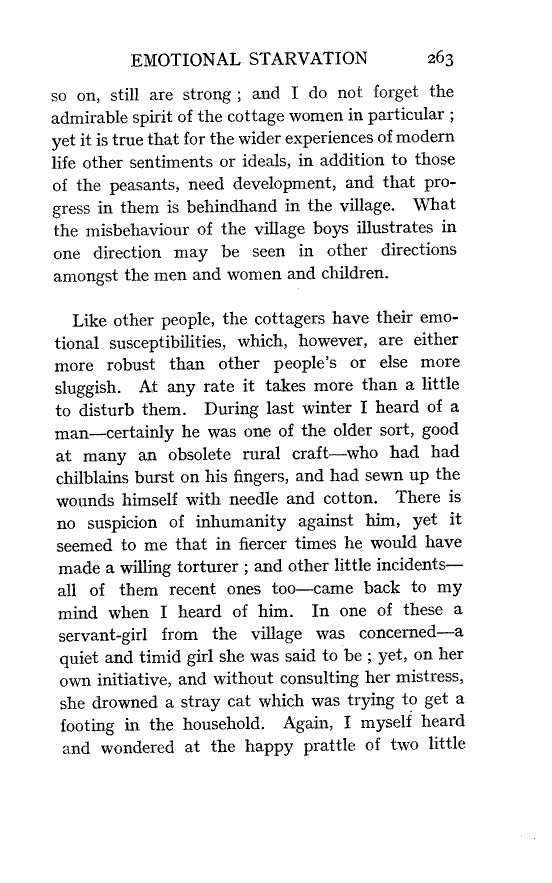 EMOTIONAL STARVATION 263
so on, still are strong ; and I do not forget the
admirable spirit of the cottage women in particular ;
yet it is true that for the wider experiences of modern
life other sentiments or ideals, in addition to those
of the peasants, need development, and that pro-
gress in them is behindhand in the village. What
the misbehaviour of the village boys illustrates in
one direction may be seen in other directions
amongst the men and women and children.
Like other people, the cottagers have their emo-
tional susceptibilities, which, however, are either
more robust than other people's or else more
sluggish. At any rate it takes more than a little
to disturb them. During last winter I heard of a
man—certainly he was one of the older sort, good
at many an obsolete rural craft—who had had
chilblains burst on his fingers, and had sewn up the
wounds himself with needle and cotton. There is
no suspicion of inhumanity against him, yet it
seemed to me that in fiercer times he would have
made a willing torturer ; and other little incidents—
all of them recent ones too—came back to my
mind when I heard of him. In one of these a
servant-girl from the village was concerned—a
quiet and timid girl she was said to be ; yet, on her
own initiative, and without consulting her mistress,
she drowned a stray cat which was trying to get a
footing in the household. Again, I myself heard
and wondered at the happy prattle of two little